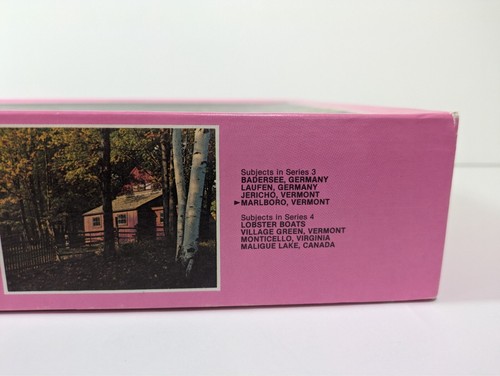 Subjects in Series 3
BADERSEE, GERMANY
LAUFEN, GERMANY
JERICHO, VERMONT
►MARLBORO, VERMONT
Subjects in Series 4
LOBSTER BOATS
VILLAGE GREEN, VERMONT
MONTICELLO, VIRGINIA
MALIGUE LAKE, CANADA